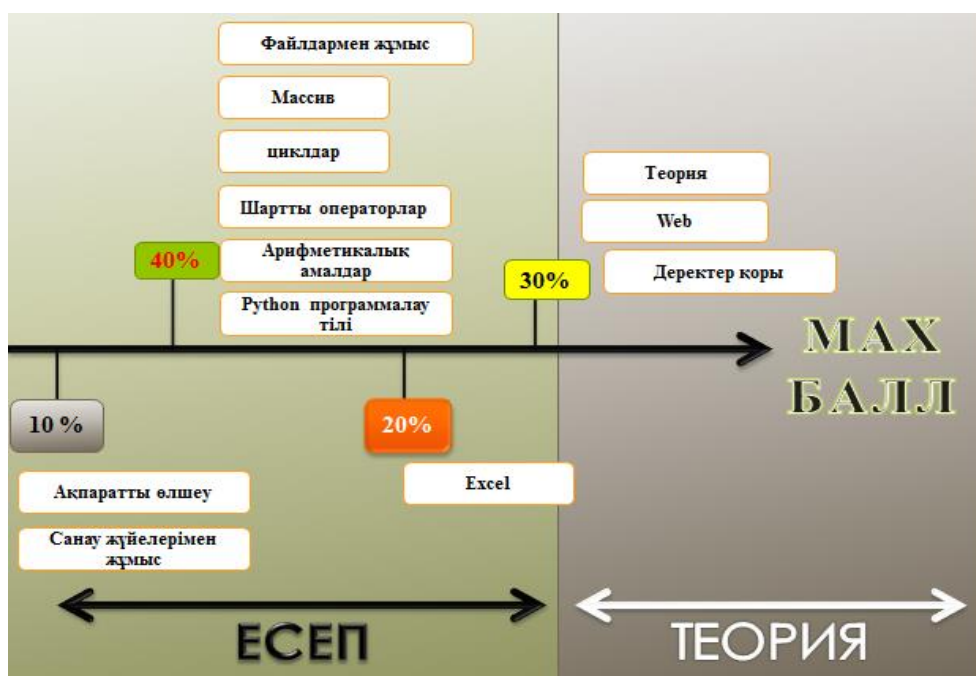 Файлдармен жұмыс
Массив
циклдар
Шартты операторлар
40%
Арифметикалық
амалдар
Python программалау
тілі
Теория
Web
30%
Деректер қоры
MAX
БАЛЛ
10 %
20%
Ақпаратты өлшеу
Excel
Санау жүйелерімен
жұмыс
ЕСЕП
ТЕОРИЯ